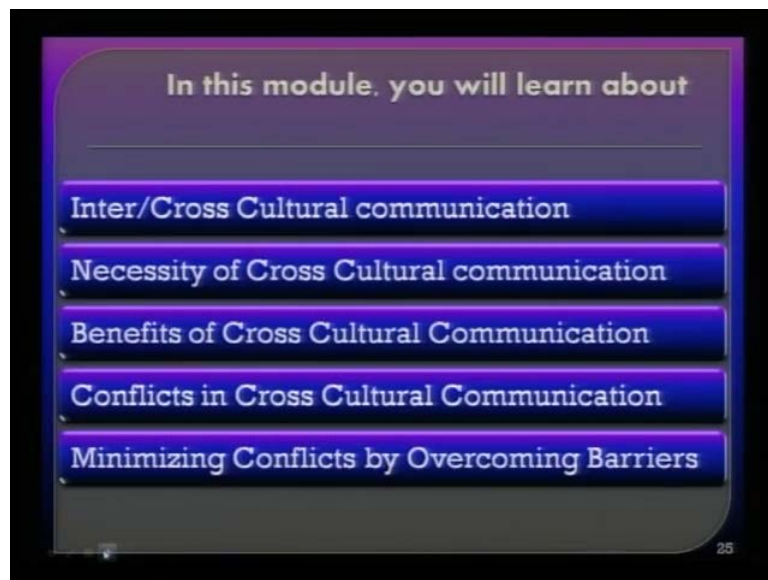 In this module, you will learn about
Inter/Cross Cultural communication
Necessity of Cross Cultural communication
Benefits of Cross Cultural Communication
Conflicts in Cross Cultural Communication
Minimizing Conflicts by Overcoming Barriers
25